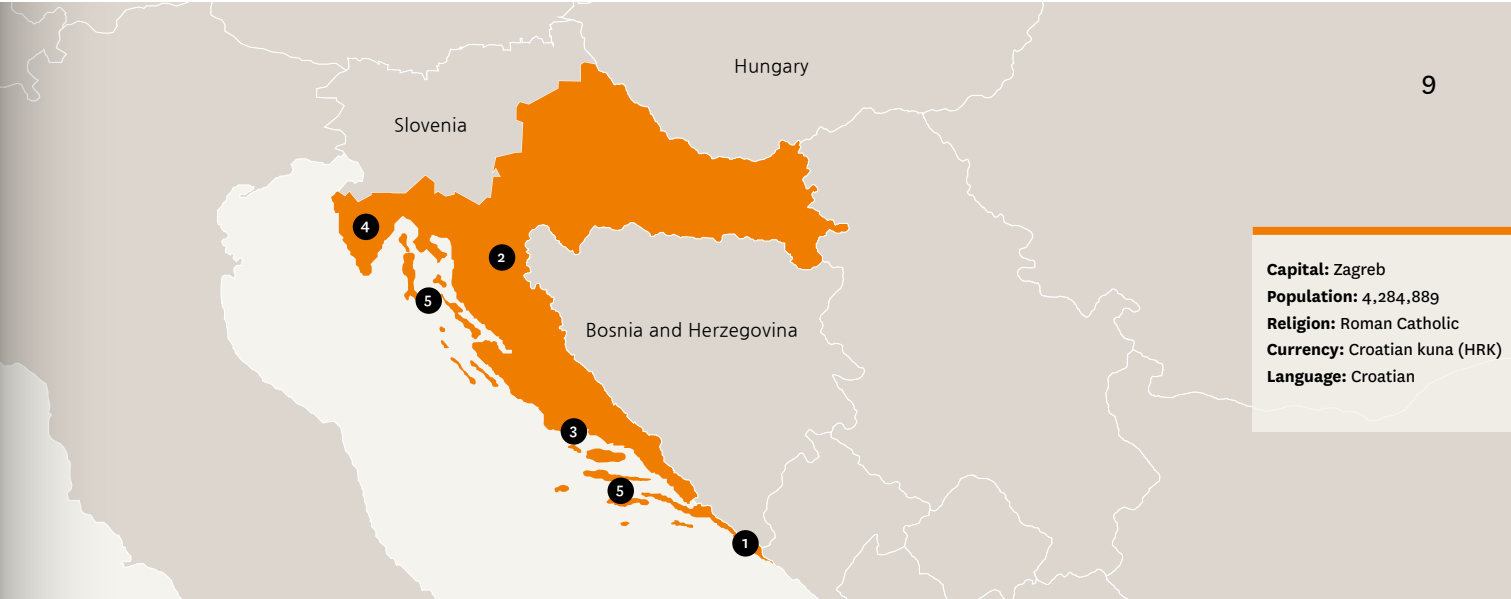 Hungary
9
Slovenia
4
2
Capital: Zagreb
Population: 4,284,889
Religion: Roman Catholic
Currency: Croatian kuna (HRK)
Language: Croatian
5
Bosnia and Herzegovina
3
5
1